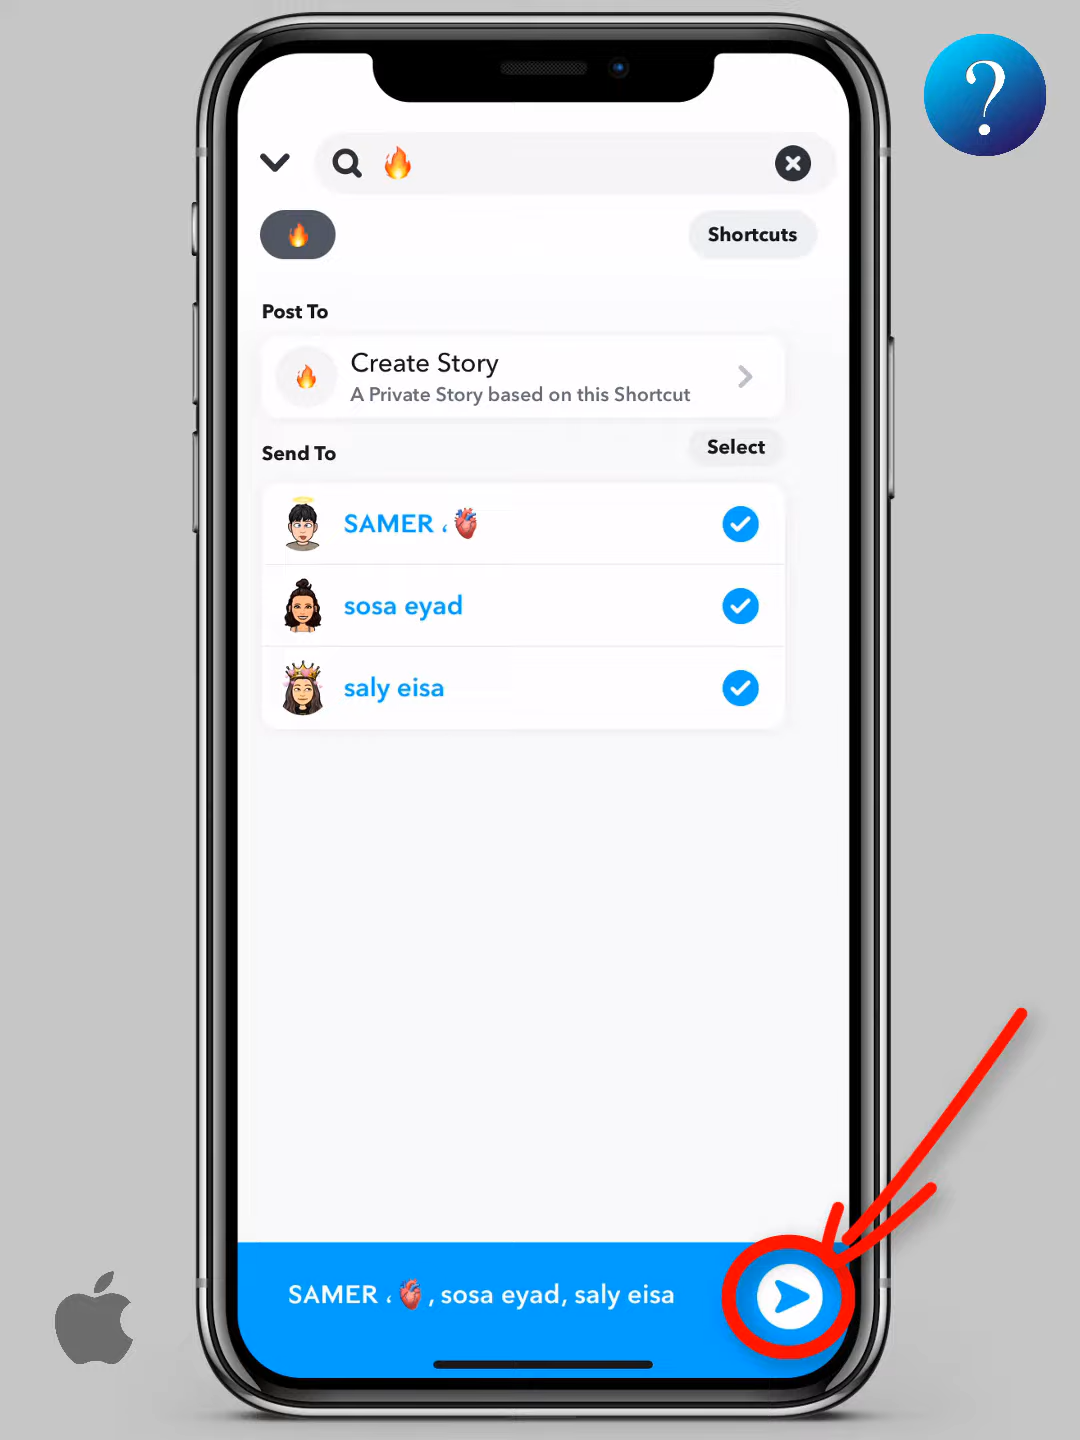 ?
🔥
🔥
Shortcuts
Post To
🔥 Create Story
A Private Story based on this Shortcut
Send To
Select
SAMER ، 🫀
sosa eyad
saly eisa
SAMER ، 🫀 , sosa eyad, saly eisa